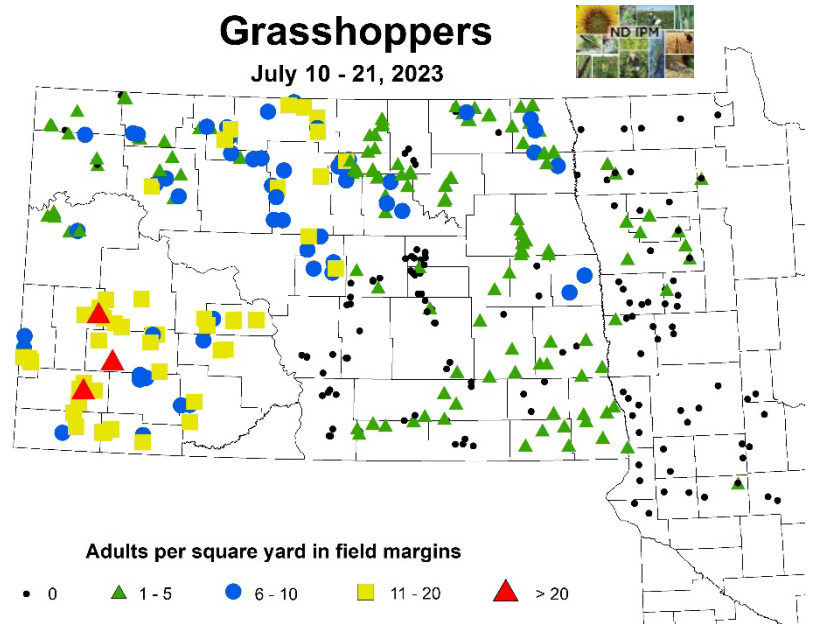 Grasshoppers
ND IPM
July 10 - 21, 2023
Adults per square yard in field margins
0 1 - 5 6 - 10 11 - 20 > 20